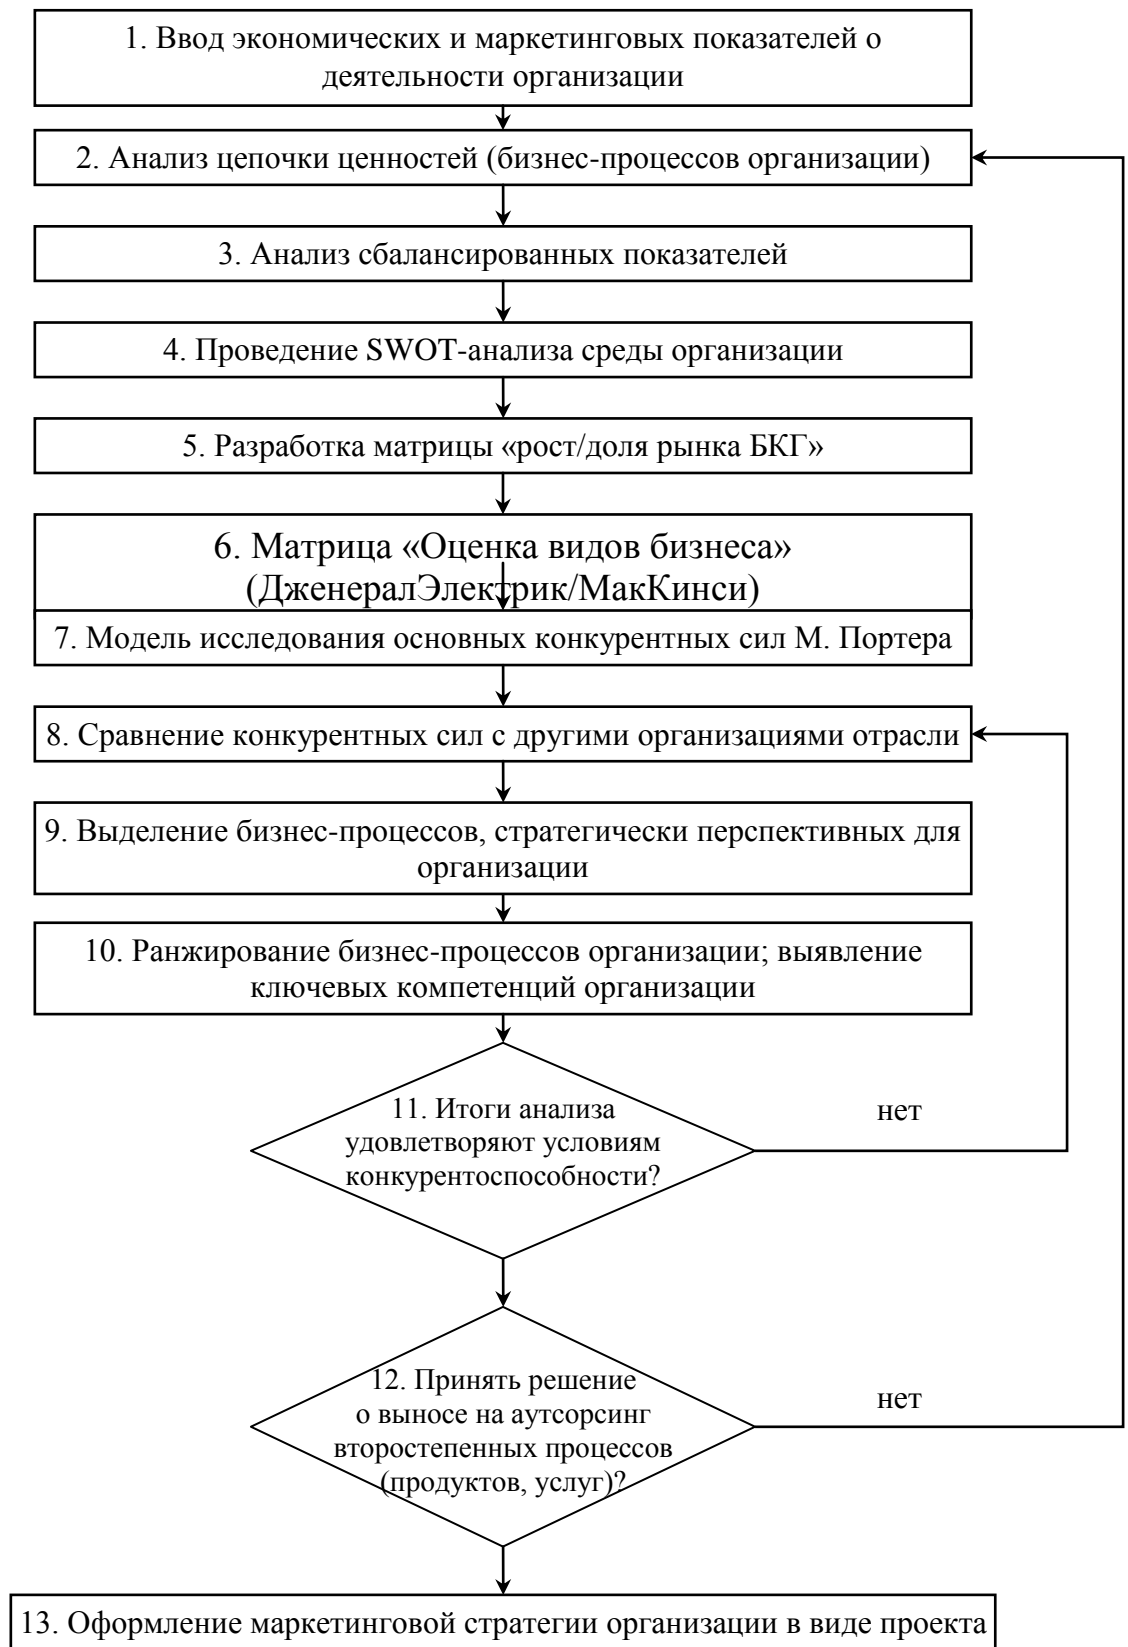 1. Ввод экономических и маркетинговых показателей о
деятельности организации
2. Анализ цепочки ценностей (бизнес-процессов организации)
3. Анализ сбалансированных показателей
4. Проведение SWOT-анализа среды организации
5. Разработка матрицы «рост/доля рынка БКГ»
6. Матрица «Оценка видов бизнеса»
(ДженералЭлектрик/МакКинси)
7. Модель исследования основных конкурентных сил М. Портера
8. Сравнение конкурентных сил с другими организациями отрасли
9. Выделение бизнес-процессов, стратегически перспективных для
организации
10. Ранжирование бизнес-процессов организации; выявление
ключевых компетенций организации
11. Итоги анализа
удовлетворяют условиям
конкурентоспособности?
нет
12. Принять решение
о выносе на аутсорсинг
второстепенных процессов
(продуктов, услуг)?
нет
13. Оформление маркетинговой стратегии организации в виде проекта